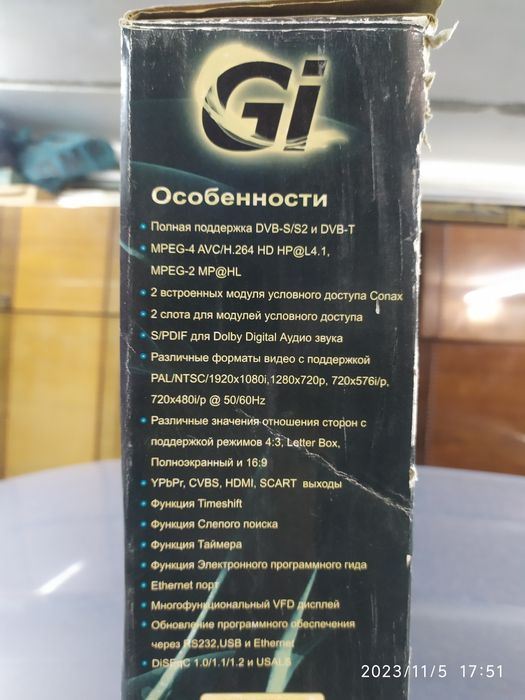 Gi
Особенности
Полная поддержка DVB-S/S2 и DVB-T
MPEG-4 AVC/H.264 HD HP@L4.1,
MPEG-2 MP@HL
2 встроенных модуля условного доступа Conax
2 слота для модулей условного доступа
S/PDIF для Dolby Digital Аудио звука
Различные форматы видео с поддержкой
PAL/NTSC/1920x1080i,1280x720p, 720x576i/p,
720x480i/p @ 50/60Hz
Различные значения отношения сторон с
поддержкой режимов 4:3, Letter Box,
Полноэкранный и 16:9
YPbPr, CVBS, HDMI, SCART выходы
Функция Timeshift
Функция Слепого поиска
Функция Таймера
Функция Электронного программного гида
Ethernet порт
Многофункциональный VFD дисплей
Обновление программного обеспечения
через RS232,USB и Ethernet
DiSEqC 1.0/1.1/1.2 и USALS
2023/11/5 17:51